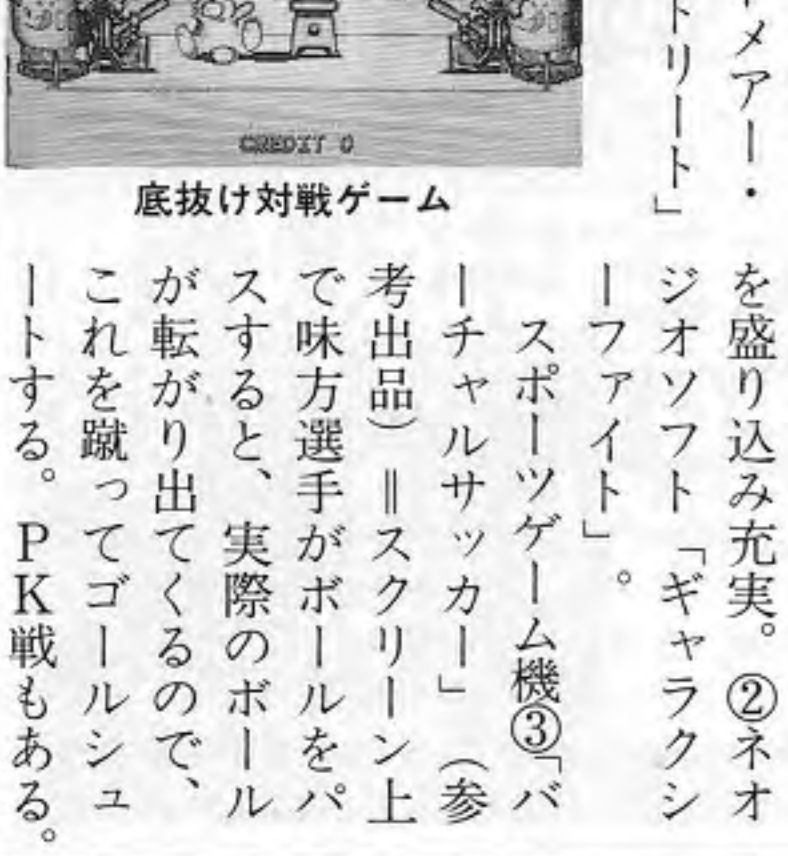 メアー・
トリート」
CREDIT 0
底抜け対戦ゲーム
を盛り込み充実。②ネオ
ジオソフト「ギャラクシ
ーファイト」。
スポーツゲーム機③「バ
ーチャルサッカー」（参
考出品）＝スクリーン上
で味方選手がボールをパ
スすると、実際のボール
が転がり出てくるので、
これを蹴ってゴールシュ
ートする。PK戦もある。